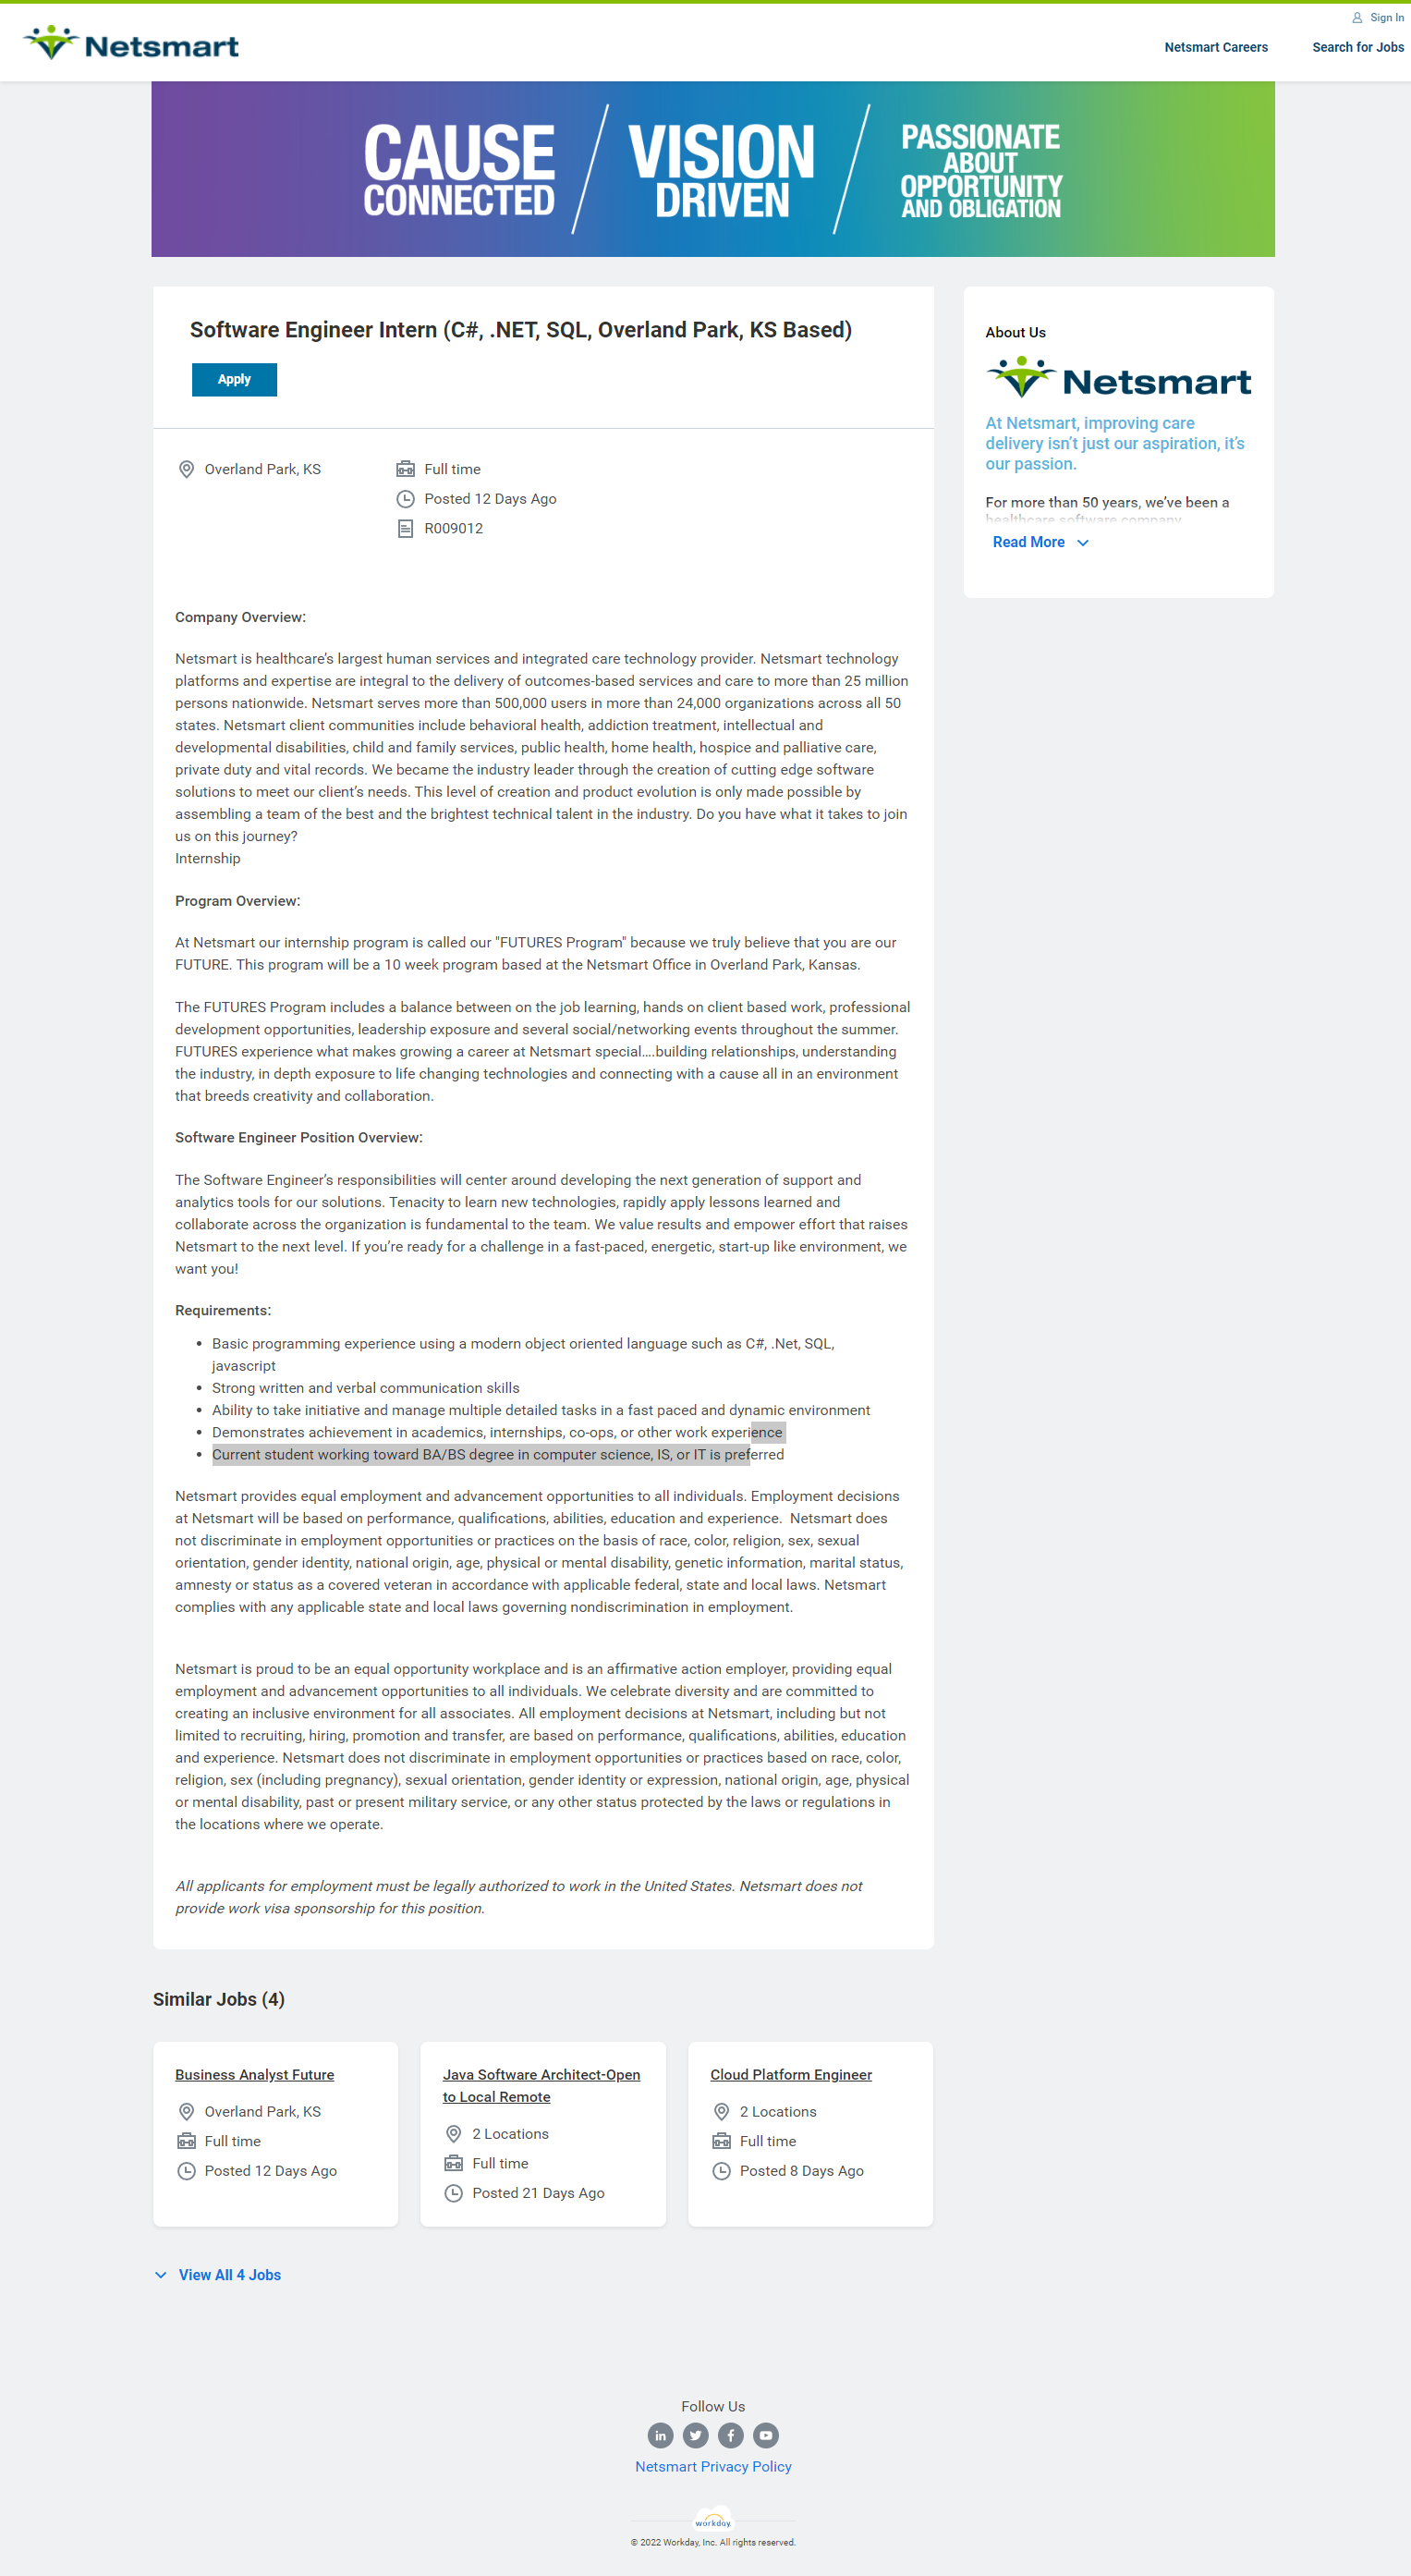 Sign In
Netsmart
Netsmart Careers
Search for Jobs
CAUSE
CONNECTED
VISION
DRIVEN
PASSIONATE
ABOUT
OPPORTUNITY
AND OBLIGATION
Software Engineer Intern (C#, .NET, SQL, Overland Park, KS Based)
Apply
Overland Park, KS
Full time
Posted 12 Days Ago
R009012
About Us
Netsmart
At Netsmart, improving care
delivery isn’t just our aspiration, it’s
our passion.
For more than 50 years, we’ve been a
healthcare software company
Read More
Company Overview:
Netsmart is healthcare’s largest human services and integrated care technology provider. Netsmart technology
platforms and expertise are integral to the delivery of outcomes-based services and care to more than 25 million
persons nationwide. Netsmart serves more than 500,000 users in more than 24,000 organizations across all 50
states. Netsmart client communities include behavioral health, addiction treatment, intellectual and
developmental disabilities, child and family services, public health, home health, hospice and palliative care,
private duty and vital records. We became the industry leader through the creation of cutting edge software
solutions to meet our client’s needs. This level of creation and product evolution is only made possible by
assembling a team of the best and the brightest technical talent in the industry. Do you have what it takes to join
us on this journey?
Internship
Program Overview:
At Netsmart our internship program is called our "FUTURES Program" because we truly believe that you are our
FUTURE. This program will be a 10 week program based at the Netsmart Office in Overland Park, Kansas.
The FUTURES Program includes a balance between on the job learning, hands on client based work, professional
development opportunities, leadership exposure and several social/networking events throughout the summer.
FUTURES experience what makes growing a career at Netsmart special....building relationships, understanding
the industry, in depth exposure to life changing technologies and connecting with a cause all in an environment
that breeds creativity and collaboration.
Software Engineer Position Overview:
The Software Engineer’s responsibilities will center around developing the next generation of support and
analytics tools for our solutions. Tenacity to learn new technologies, rapidly apply lessons learned and
collaborate across the organization is fundamental to the team. We value results and empower effort that raises
Netsmart to the next level. If you’re ready for a challenge in a fast-paced, energetic, start-up like environment, we
want you!
Requirements:
• Basic programming experience using a modern object oriented language such as C#, .Net, SQL,
javascript
• Strong written and verbal communication skills
• Ability to take initiative and manage multiple detailed tasks in a fast paced and dynamic environment
• Demonstrates achievement in academics, internships, co-ops, or other work experience
• Current student working toward BA/BS degree in computer science, IS, or IT is preferred
Netsmart provides equal employment and advancement opportunities to all individuals. Employment decisions
at Netsmart will be based on performance, qualifications, abilities, education and experience.  Netsmart does
not discriminate in employment opportunities or practices on the basis of race, color, religion, sex, sexual
orientation, gender identity, national origin, age, physical or mental disability, genetic information, marital status,
amnesty or status as a covered veteran in accordance with applicable federal, state and local laws. Netsmart
complies with any applicable state and local laws governing nondiscrimination in employment.
Netsmart is proud to be an equal opportunity workplace and is an affirmative action employer, providing equal
employment and advancement opportunities to all individuals. We celebrate diversity and are committed to
creating an inclusive environment for all associates. All employment decisions at Netsmart, including but not
limited to recruiting, hiring, promotion and transfer, are based on performance, qualifications, abilities, education
and experience. Netsmart does not discriminate in employment opportunities or practices based on race, color,
religion, sex (including pregnancy), sexual orientation, gender identity or expression, national origin, age, physical
or mental disability, past or present military service, or any other status protected by the laws or regulations in
the locations where we operate.
All applicants for employment must be legally authorized to work in the United States. Netsmart does not
provide work visa sponsorship for this position.
Similar Jobs (4)
Business Analyst Future
Overland Park, KS
Full time
Posted 12 Days Ago
Java Software Architect-Open
to Local Remote
2 Locations
Full time
Posted 21 Days Ago
Cloud Platform Engineer
2 Locations
Full time
Posted 8 Days Ago
View All 4 Jobs
Follow Us
Netsmart Privacy Policy
workday
© 2022 Workday, Inc. All rights reserved.